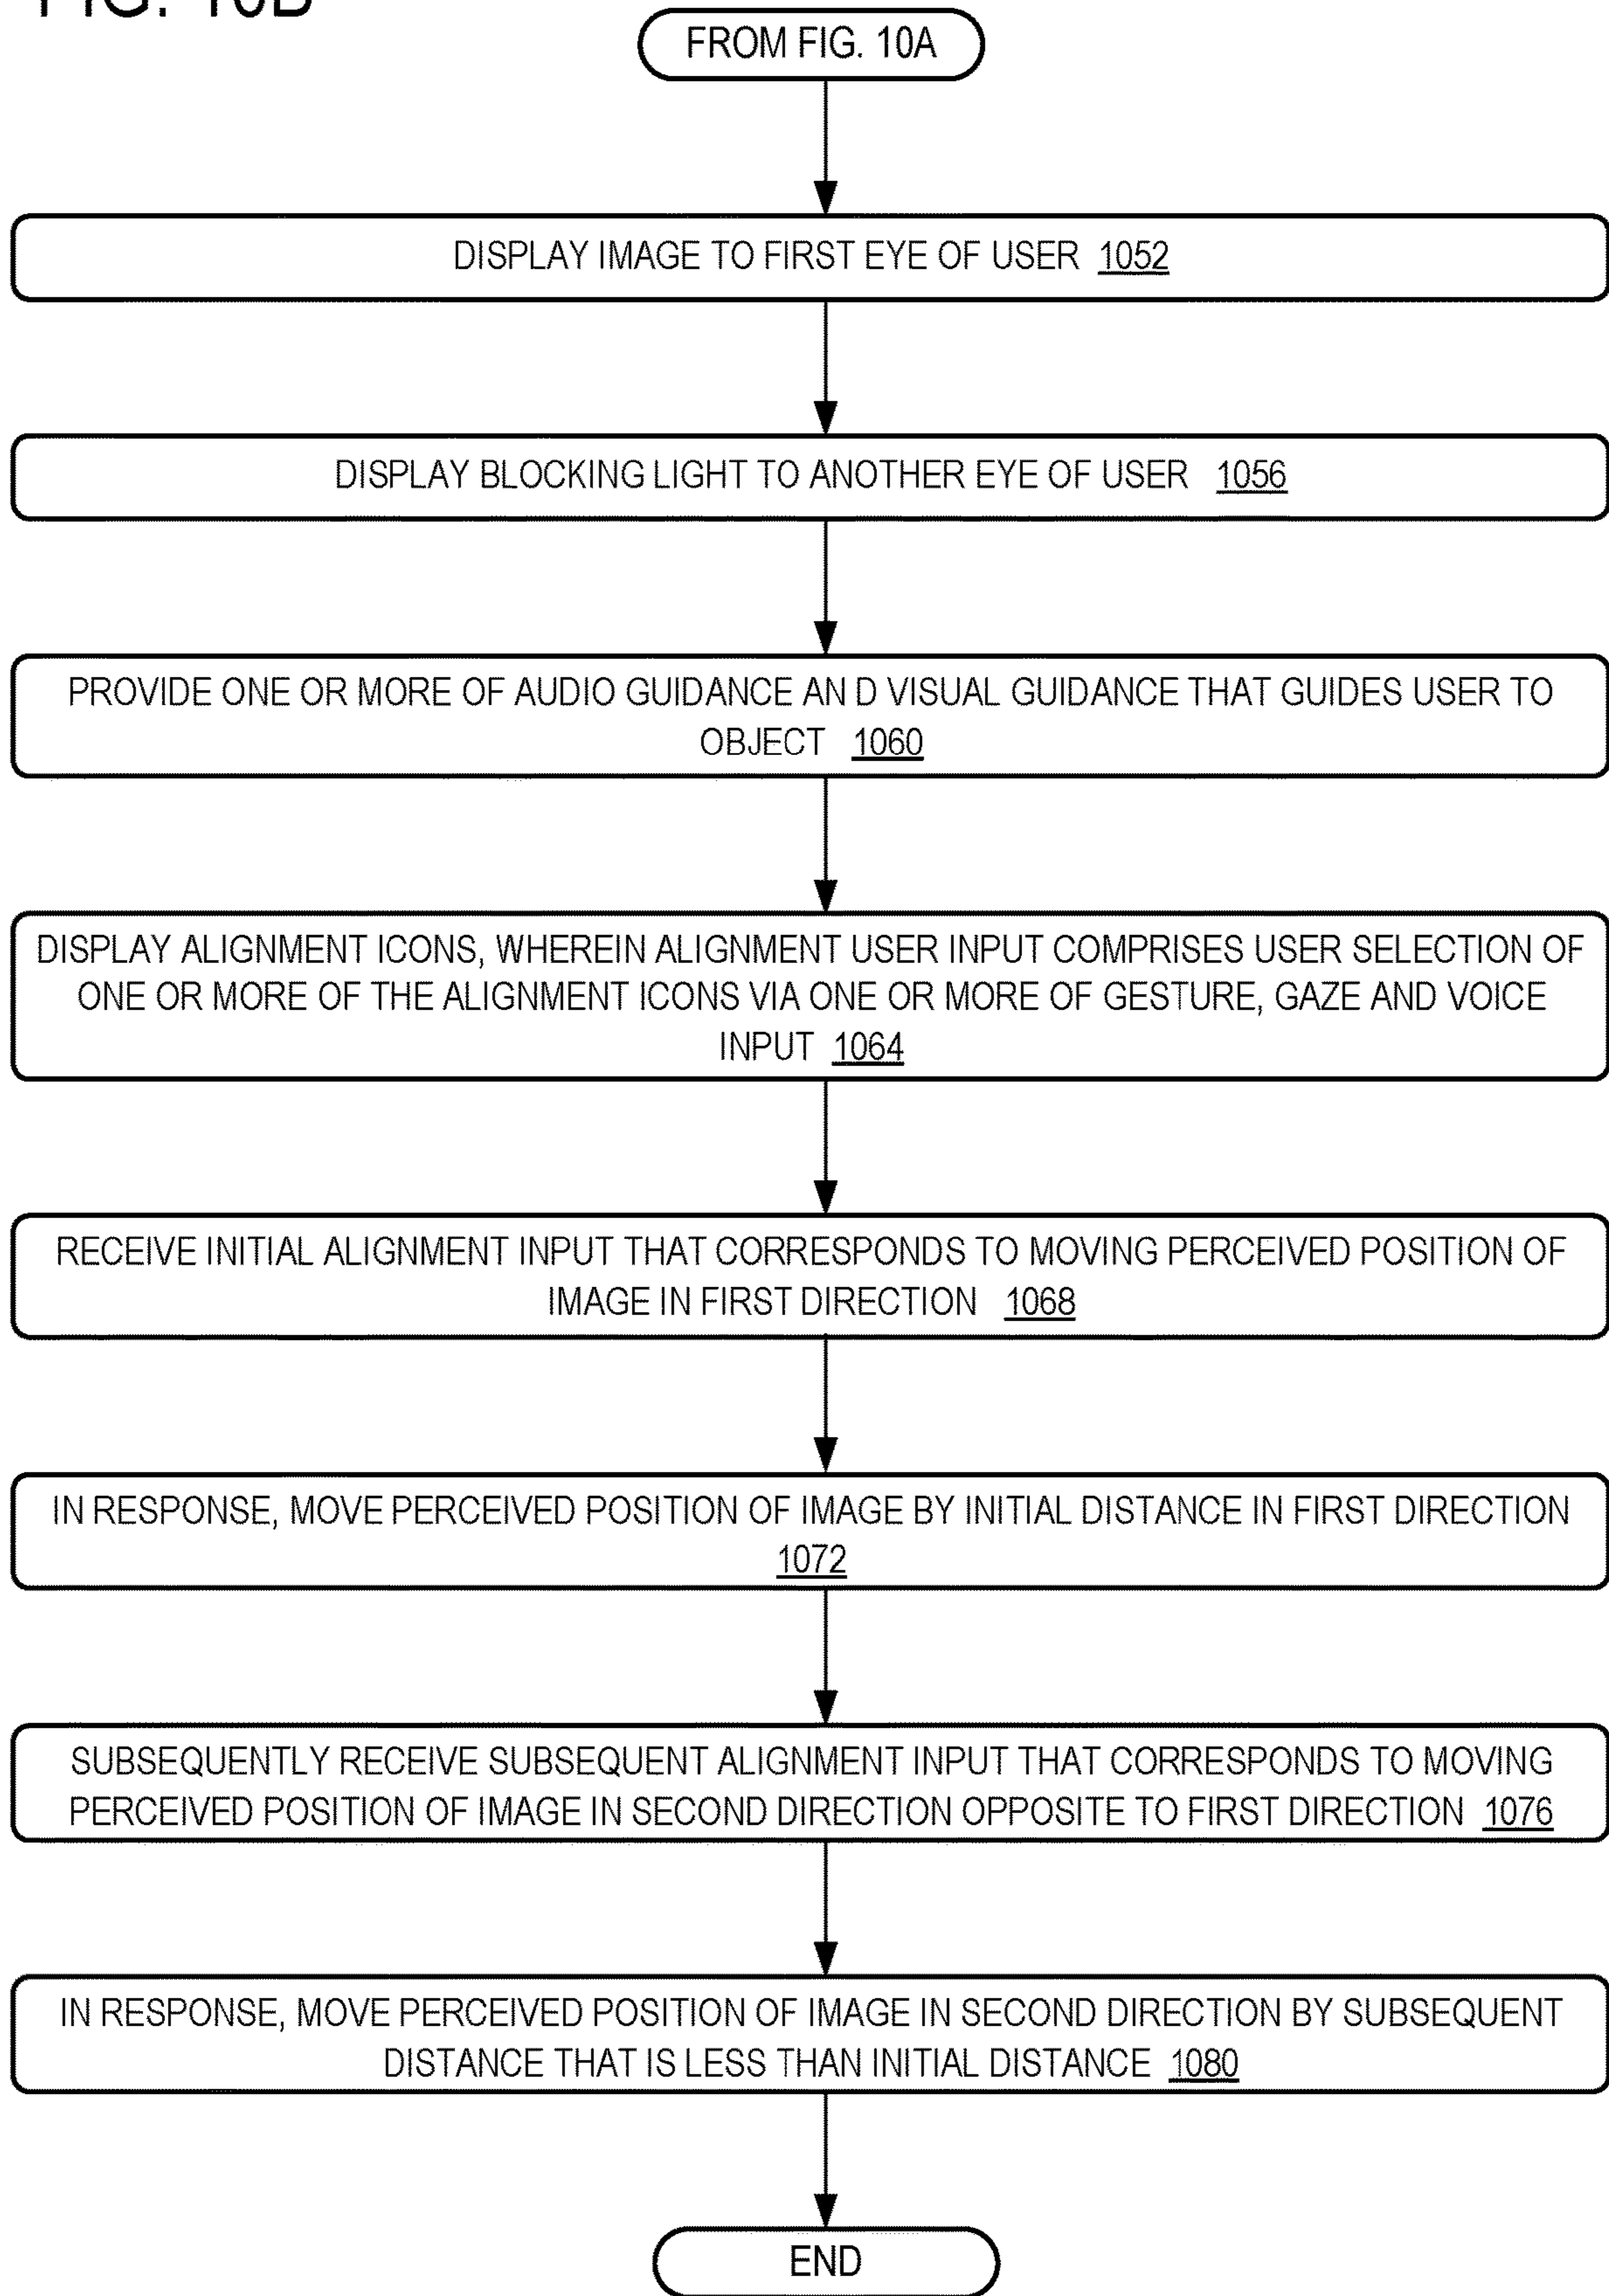 FIG. 10B
FROM FIG. 10A
DISPLAY IMAGE TO FIRST EYE OF USER 1052
DISPLAY BLOCKING LIGHT TO ANOTHER EYE OF USER 1056
PROVIDE ONE OR MORE OF AUDIO GUIDANCE AN D VISUAL GUIDANCE THAT GUIDES USER TO
OBJECT 1060
DISPLAY ALIGNMENT ICONS, WHEREIN ALIGNMENT USER INPUT COMPRISES USER SELECTION OF
ONE OR MORE OF THE ALIGNMENT ICONS VIA ONE OR MORE OF GESTURE, GAZE AND VOICE
INPUT 1064
RECEIVE INITIAL ALIGNMENT INPUT THAT CORRESPONDS TO MOVING PERCEIVED POSITION OF
IMAGE IN FIRST DIRECTION 1068
IN RESPONSE, MOVE PERCEIVED POSITION OF IMAGE BY INITIAL DISTANCE IN FIRST DIRECTION
1072
SUBSEQUENTLY RECEIVE SUBSEQUENT ALIGNMENT INPUT THAT CORRESPONDS TO MOVING
PERCEIVED POSITION OF IMAGE IN SECOND DIRECTION OPPOSITE TO FIRST DIRECTION 1076
IN RESPONSE, MOVE PERCEIVED POSITION OF IMAGE IN SECOND DIRECTION BY SUBSEQUENT
DISTANCE THAT IS LESS THAN INITIAL DISTANCE 1080
END